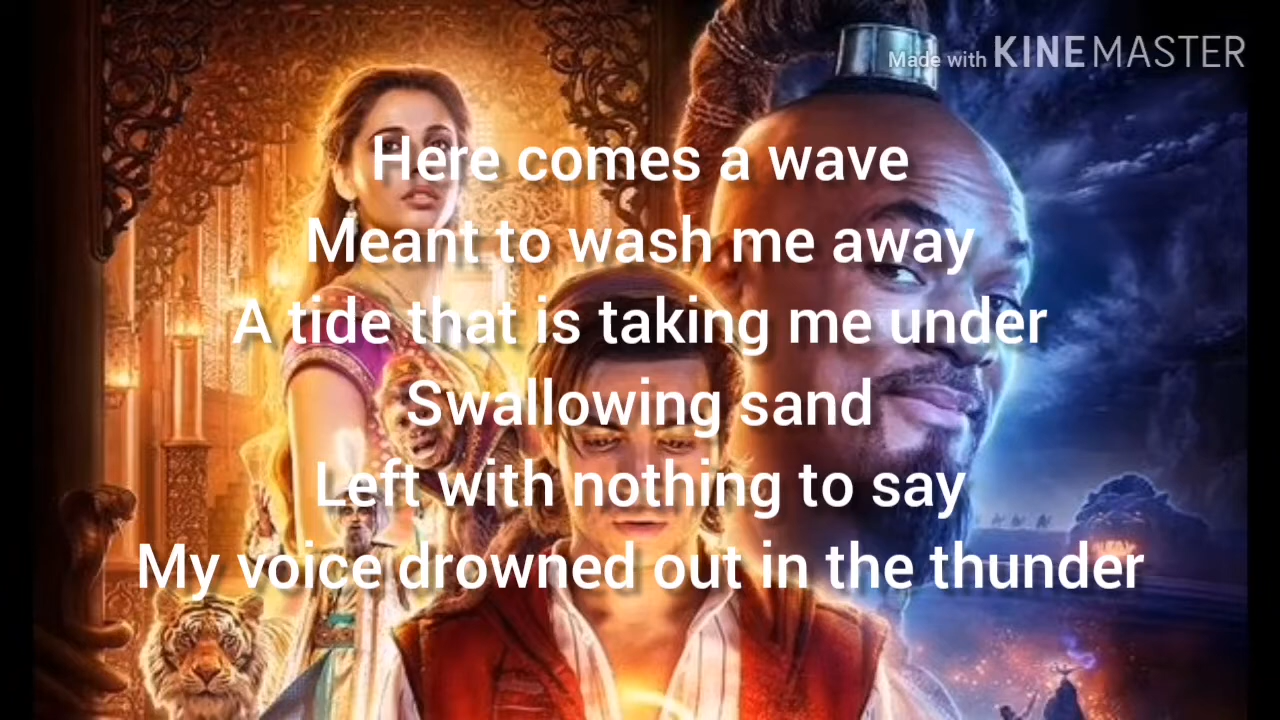 Made with KINEMASTER
Here comes a wave
Meant to wash me away
A tide that is taking me under
Swallowing sand
Left with nothing to say
My voice drowned out in the thunder